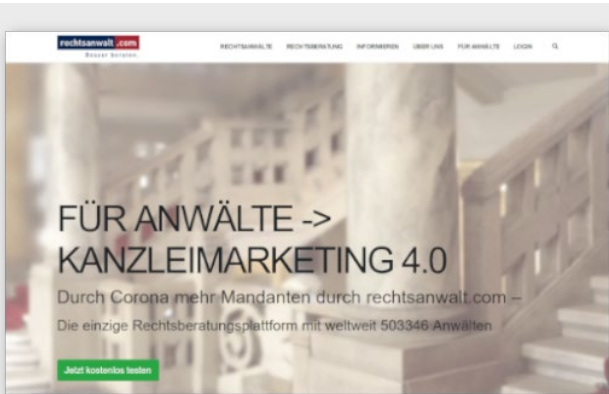 rechtsanwalt.com
Besser beraten.
RECHTSANWÄLTE RECHTSBERATUNG INFORMIEREN ÜBER UNS FÜR ANWÄLTE LOGIN
FÜR ANWÄLTE ->
KANZLEIMARKETING 4.0
Durch Corona mehr Mandanten durch rechtsanwalt.com –
Die einzige Rechtsberatungsplattform mit weltweit 503346 Anwälten
Jetzt kostenlos testen